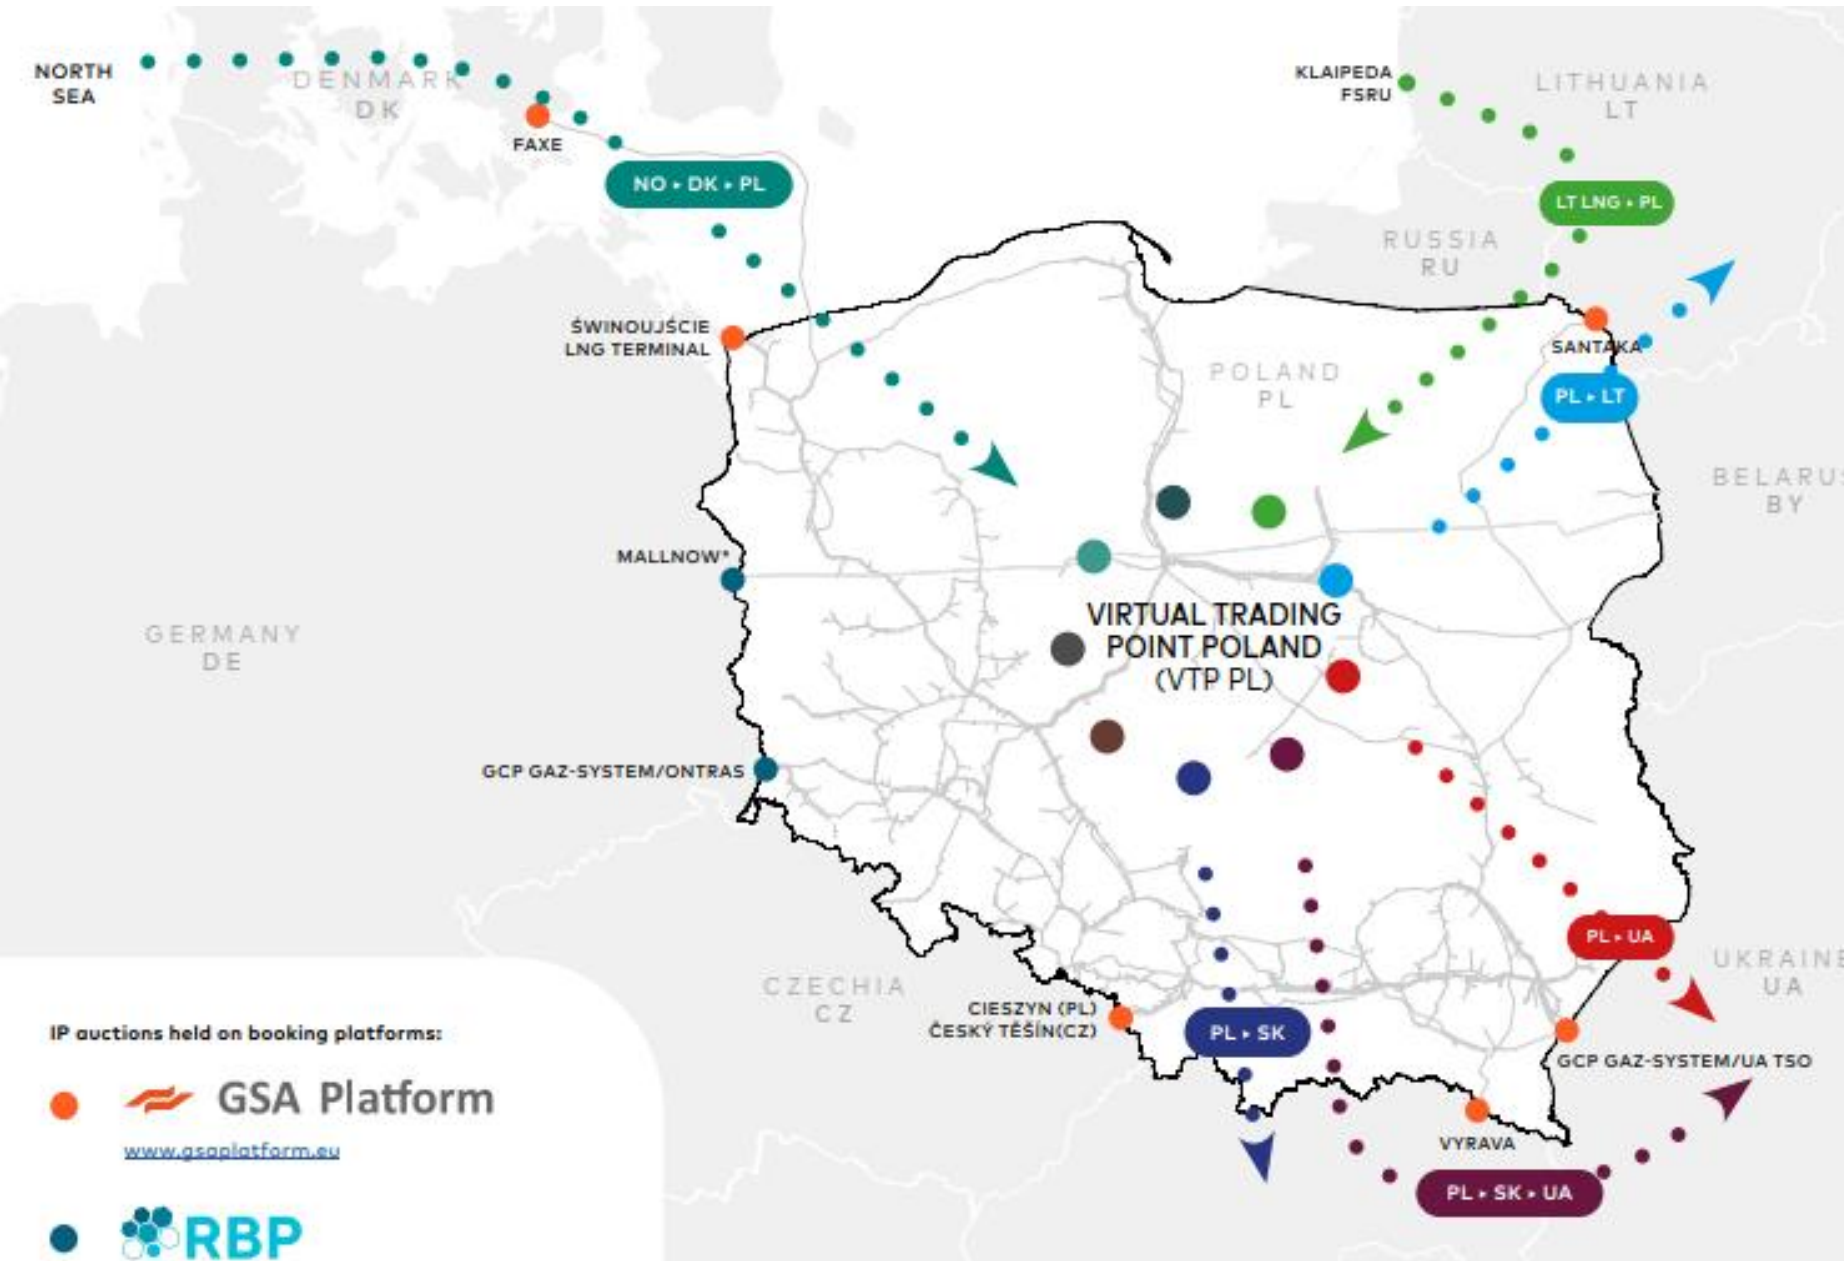 NORTH
SEA
DENMARK
DK
FAXE
NO ▸ DK ▸ PL
KLAIPEDA
FSRU
LITHUANIA
LT
LT LNG ▸ PL
RUSSIA
RU
ŚWINOUJŚCIE
LNG TERMINAL
SANTAKA
POLAND
PL
PL ▸ LT
BELARUS
BY
MALLNOW*
VIRTUAL TRADING
POINT POLAND
(VTP PL)
GERMANY
DE
GCP GAZ-SYSTEM/ONTRAS
PL ▸ UA
UKRAINE
UA
CZECHIA
CZ
CIESZYN (PL)
ČESKÝ TĚŠÍN(CZ)
PL ▸ SK
GCP GAZ-SYSTEM/UA TSO
VYRAVA
PL ▸ SK ▸ UA
IP auctions held on booking platforms:
GSA Platform
www.gsaplatform.eu
RBP